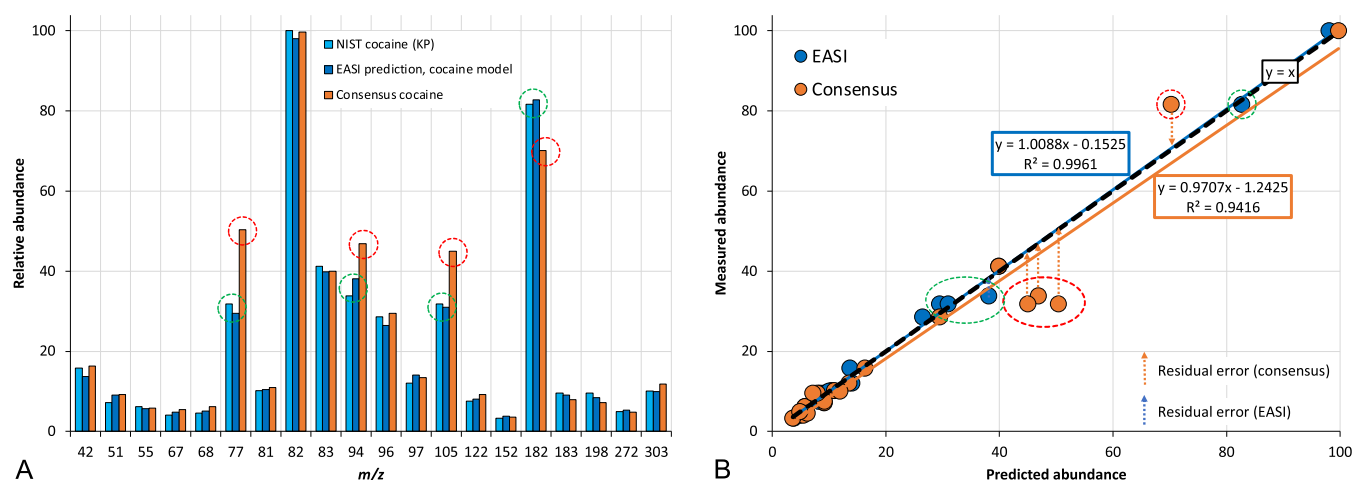 100
80
60
40
20
0
Relative abundance
NIST cocaine (KP)
EASI prediction, cocaine model
Consensus cocaine
42 51 55 67 68 77 81 82 83 94 96 97 105 122 152 182 183 198 272 303
m/z
A
100
80
60
40
20
0
Measured abundance
EASI
Consensus
y = x
y = 1.0088x - 0.1525
R² = 0.9961
y = 0.9707x - 1.2425
R² = 0.9416
Residual error (consensus)
Residual error (EASI)
0 20 40 60 80 100
Predicted abundance
B